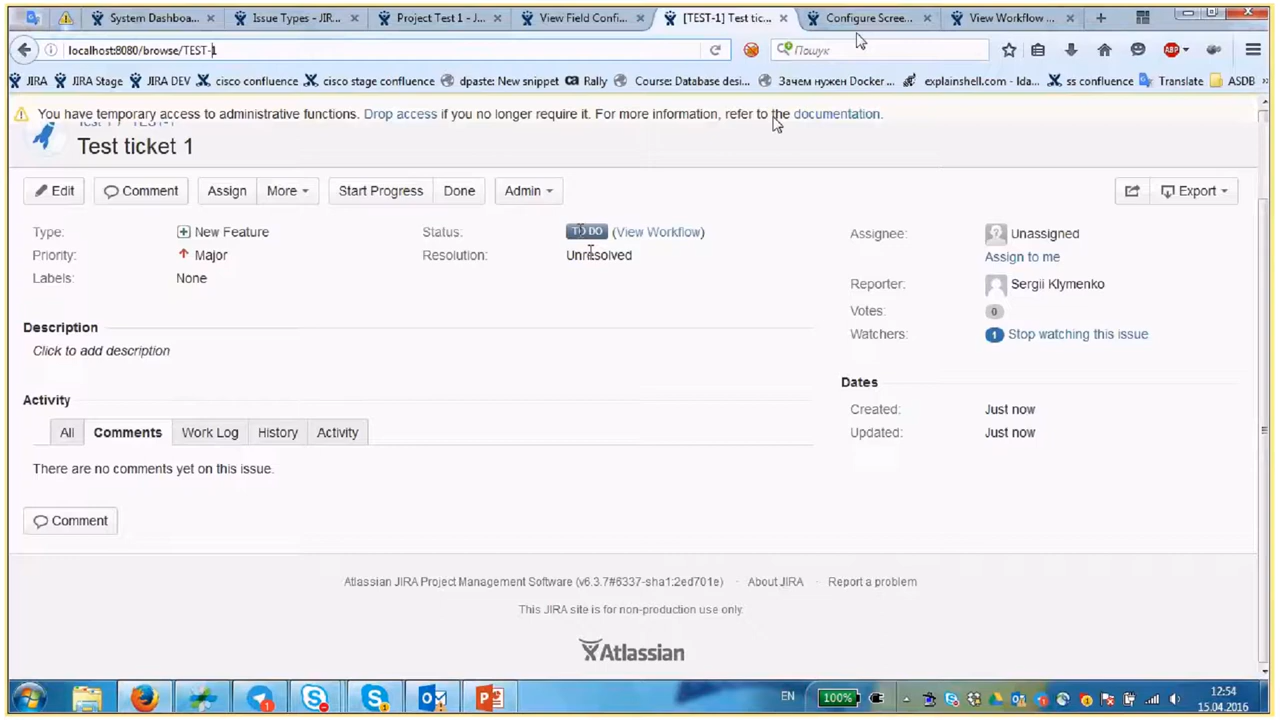 System Dashboa...
Issue Types - JIR...
Project Test 1 - J...
View Field Confi...
[TEST-1] Test tic...
Configure Scree...
View Workflow ...
localhost:8080/browse/TEST-1
Пошук
ABP
JIRA
JIRA Stage
JIRA DEV
cisco confluence
cisco stage confluence
dpaste: New snippet
ca Rally
Course: Database desi...
Зачем нужен Docker ...
explainshell.org - Ida...
ss confluence
Translate
ASDB
You have temporary access to administrative functions. Drop access if you no longer require it. For more information, refer to the documentation.
Test ticket 1
Edit
Comment
Assign
More
Start Progress
Done
Admin
Export
Type: New Feature
Status: TO DO (View Workflow)
Assignee: Unassigned
Priority: Major
Resolution: Unresolved
Assign to me
Labels: None
Reporter: Sergii Klymenko
Votes: 0
Description
Watchers: 1 Stop watching this issue
Click to add description
Dates
Activity
Created: Just now
All
Comments
Work Log
History
Activity
Updated: Just now
There are no comments yet on this issue.
Comment
Atlassian JIRA Project Management Software (v6.3.7#6337-sha1:2ed701e) · About JIRA · Report a problem
This JIRA site is for non-production use only.
Atlassian
EN
100%
12:54
15.04.2016